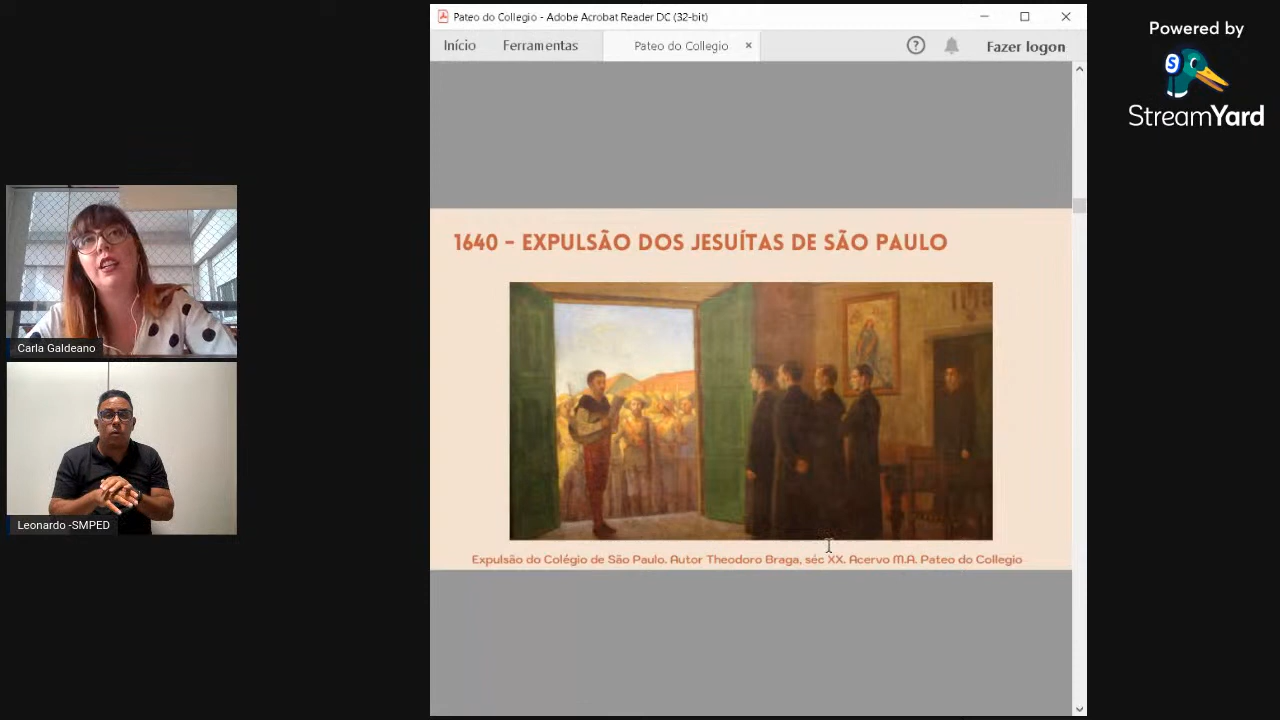 Pateo do Collegio - Adobe Acrobat Reader DC (32-bit)
Início Ferramentas Pateo do Collegio × ? Fazer logon
Powered by
S
StreamYard
1640 - EXPULSÃO DOS JESUÍTAS DE SÃO PAULO
Expulsão do Colégio de São Paulo. Autor Theodoro Braga, séc XX. Acervo M.A. Pateo do Collegio
Carla Galdeano
Leonardo -SMPED